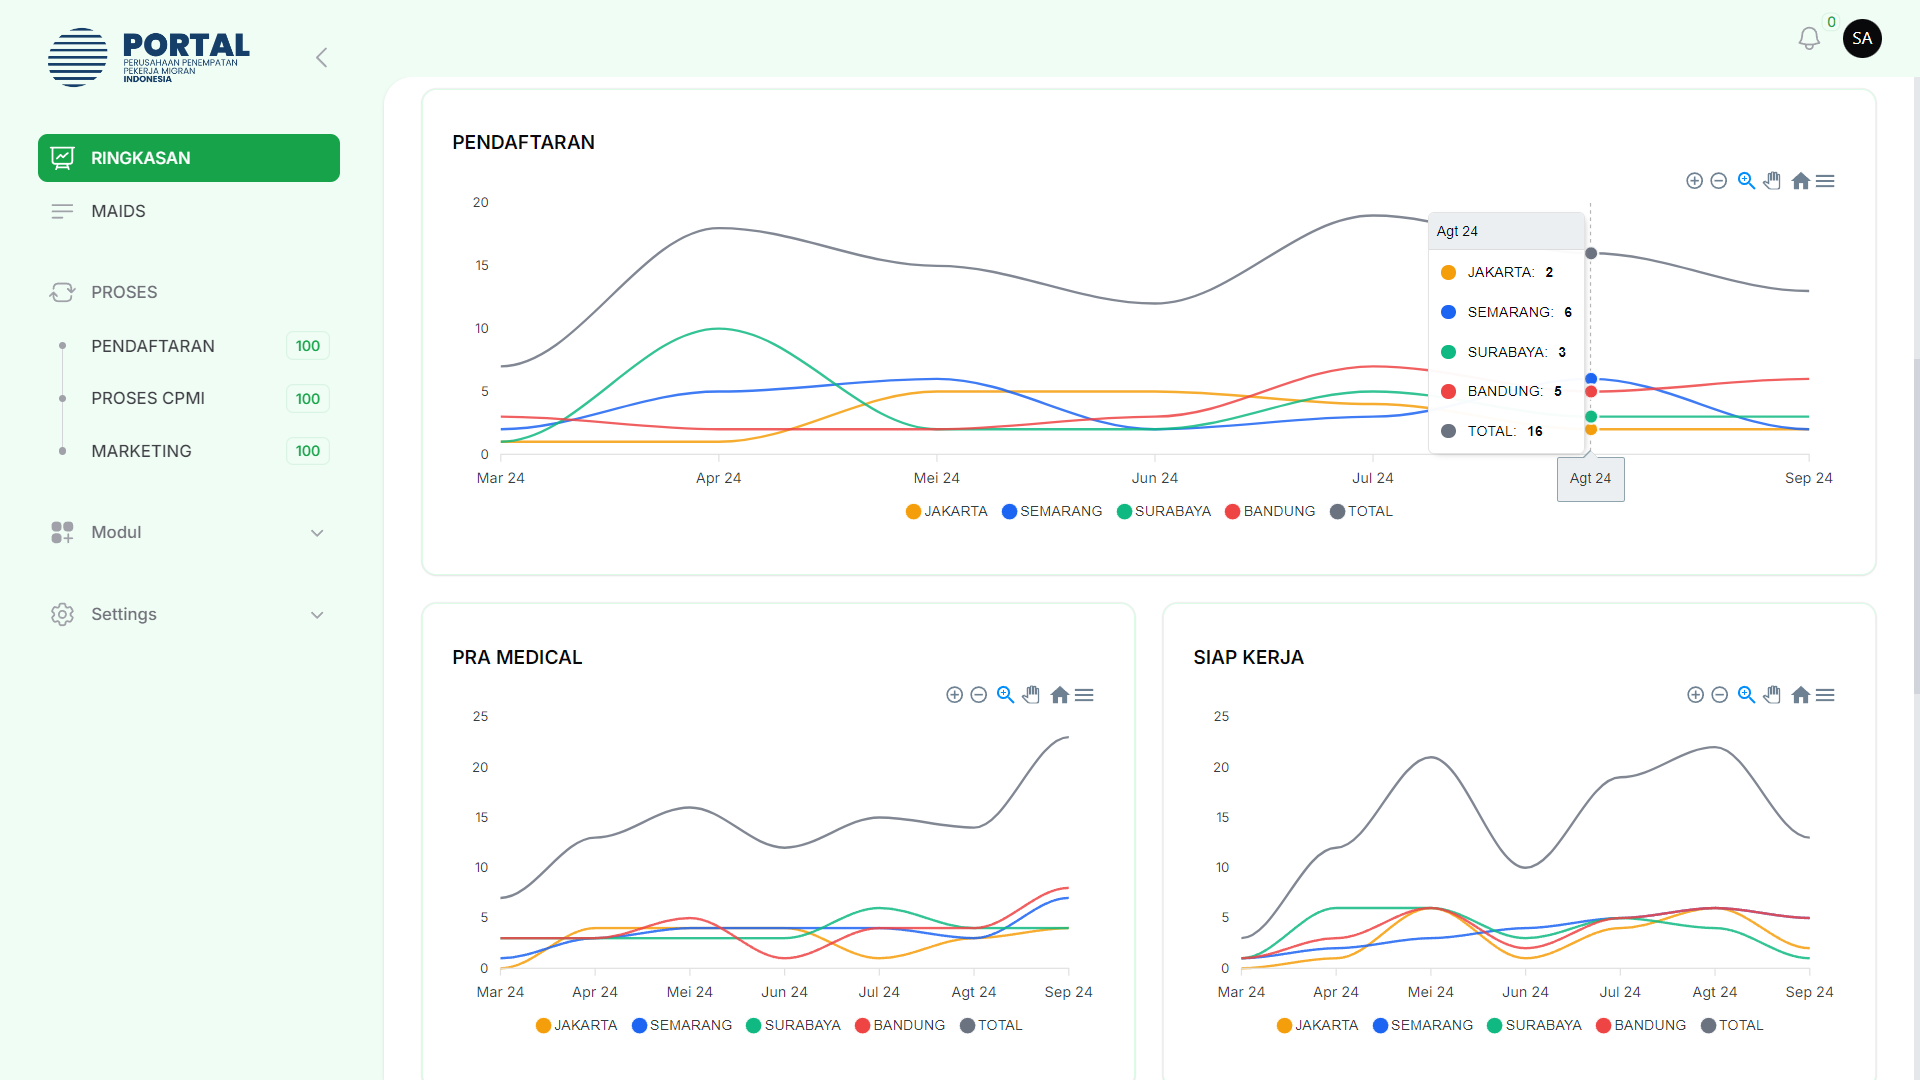 PORTAL
PERUSAHAAN PENEMPATAN
PEKERJA MIGRAN
INDONESIA
0
SA
RINGKASAN
MAIDS
PROSES
PENDAFTARAN 100
PROSES CPMI 100
MARKETING 100
Modul
Settings
PENDAFTARAN
20
15
10
5
0
Mar 24 Apr 24 Mei 24 Jun 24 Jul 24 Agt 24 Sep 24
Agt 24
JAKARTA: 2
SEMARANG: 6
SURABAYA: 3
BANDUNG: 5
TOTAL: 16
JAKARTA SEMARANG SURABAYA BANDUNG TOTAL
PRA MEDICAL
25
20
15
10
5
0
Mar 24 Apr 24 Mei 24 Jun 24 Jul 24 Agt 24 Sep 24
JAKARTA SEMARANG SURABAYA BANDUNG TOTAL
SIAP KERJA
25
20
15
10
5
0
Mar 24 Apr 24 Mei 24 Jun 24 Jul 24 Agt 24 Sep 24
JAKARTA SEMARANG SURABAYA BANDUNG TOTAL